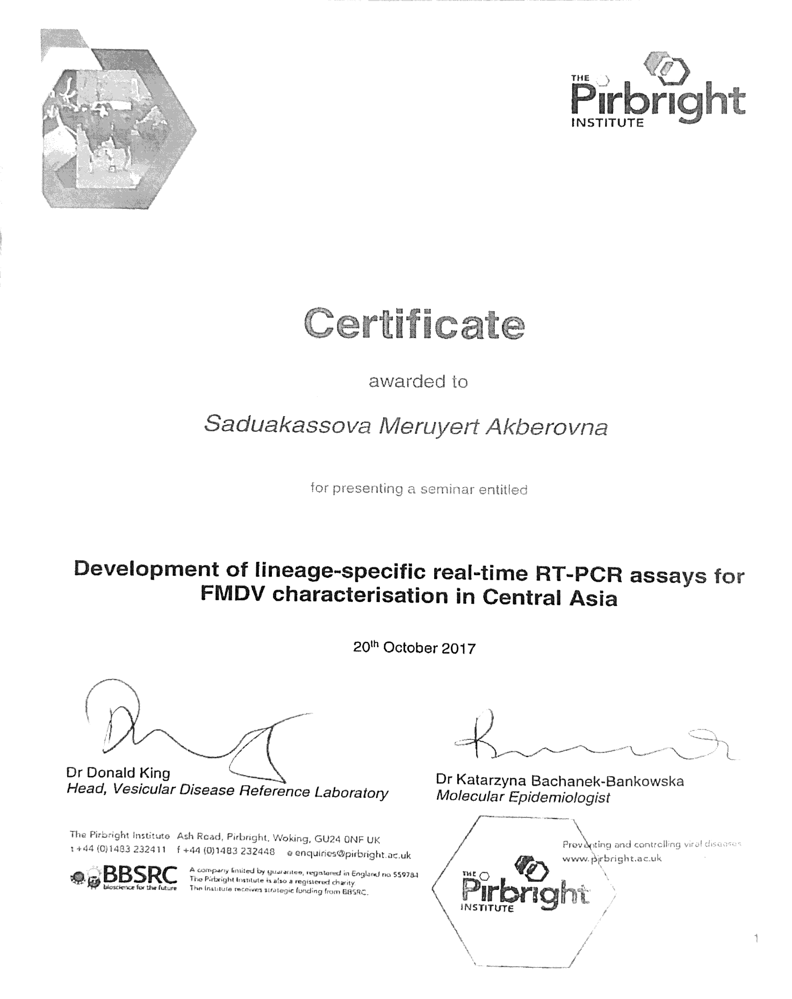 THE
Pirbright
INSTITUTE
Certificate
awarded to
Saduakassova Meruyert Akberovna
for presenting a seminar entitled
Development of lineage-specific real-time RT-PCR assays for
FMDV characterisation in Central Asia
20th October 2017
Dr Donald King
Head, Vesicular Disease Reference Laboratory
Dr Katarzyna Bachanek-Bankowska
Molecular Epidemiologist
The Pirbright Institute Ash Road, Pirbright, Woking, GU24 0NF UK
t +44 (0)1483 232411 f +44 (0)1483 232448 e enquiries@pirbright.ac.uk
BBSRC
bioscience for the future
A company limited by guarantee, registered in England no 559784
The Pirbright Institute is also a registered charity.
The Institute receives strategic funding from BBSRC.
Preventing and controlling viral diseases
www.pirbright.ac.uk
THE
Pirbright
INSTITUTE
1